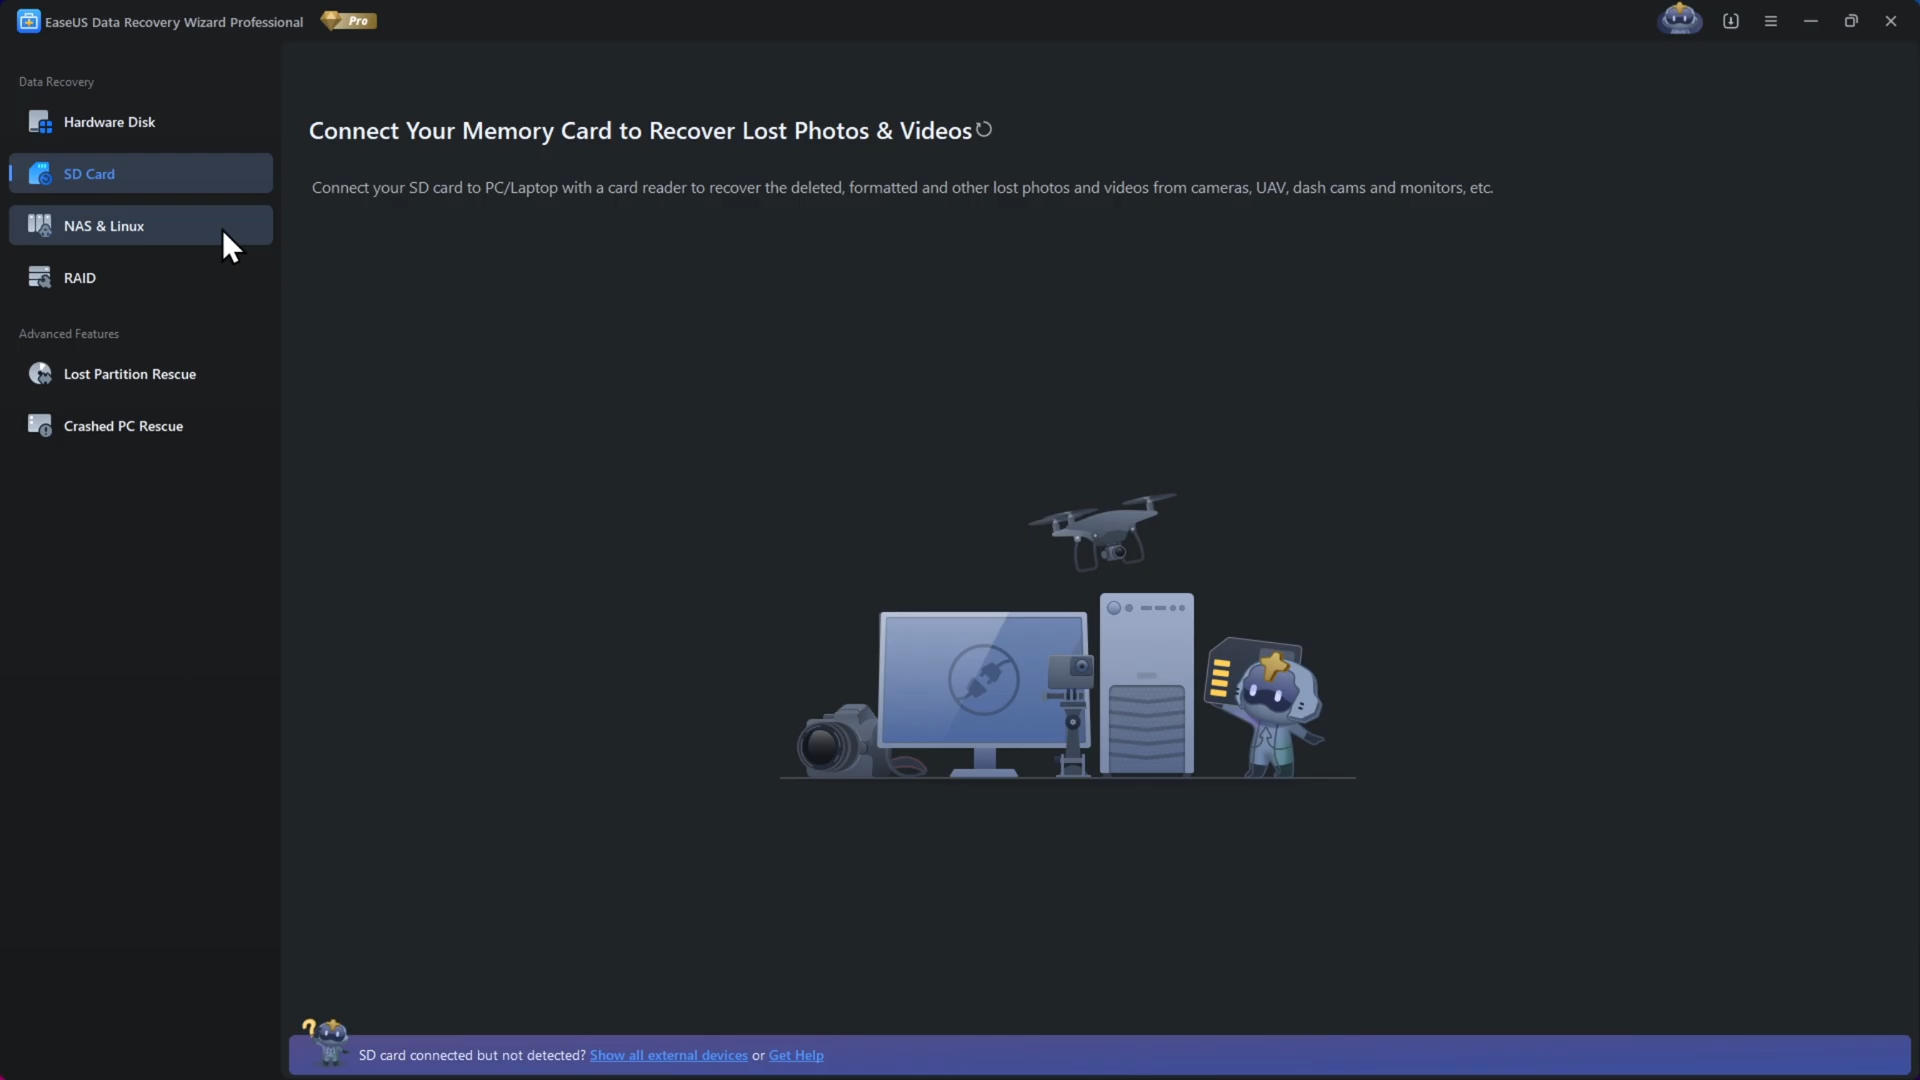 EaseUS Data Recovery Wizard Professional
Pro
Data Recovery
Hardware Disk
SD Card
NAS & Linux
RAID
Advanced Features
Lost Partition Rescue
Crashed PC Rescue
Connect Your Memory Card to Recover Lost Photos & Videos
Connect your SD card to PC/Laptop with a card reader to recover the deleted, formatted and other lost photos and videos from cameras, UAV, dash cams and monitors, etc.
SD card connected but not detected? Show all external devices or Get Help